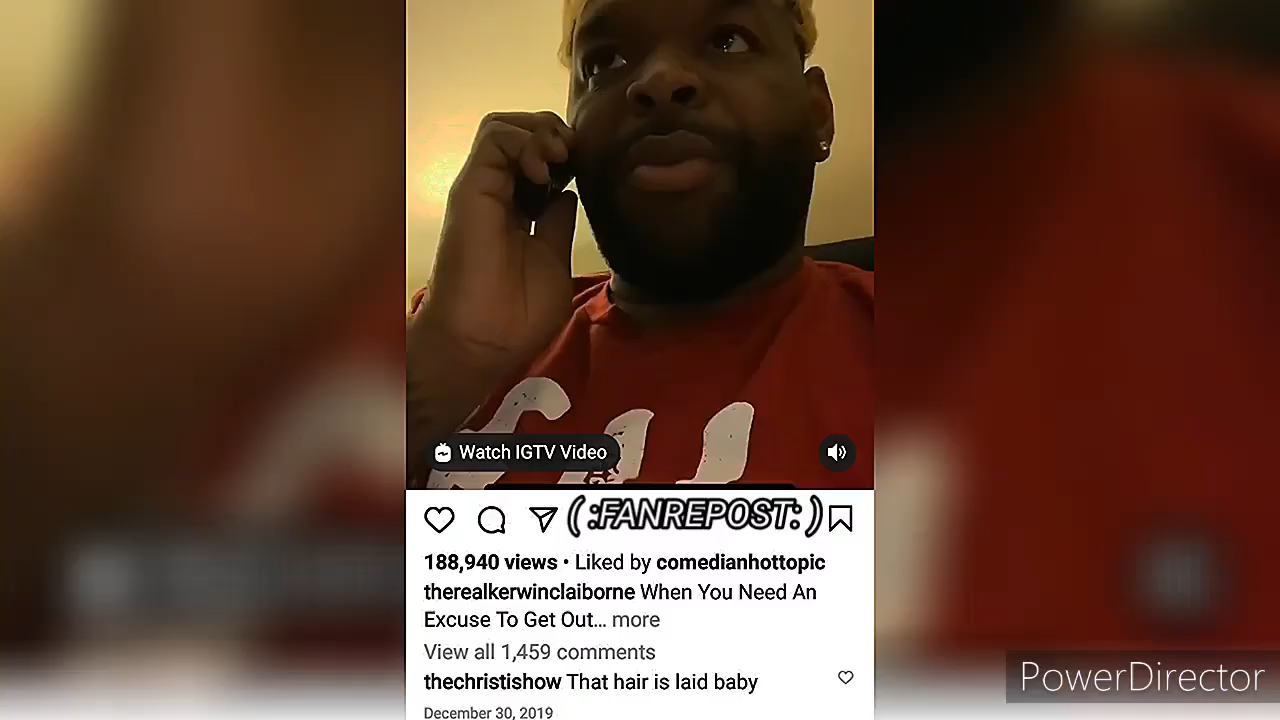 Watch IGTV Video
( :FANREPOST: )
188,940 views • Liked by comedianhottopic
therealkerwinclaiborne When You Need An
Excuse To Get Out... more
View all 1,459 comments
thechristishow That hair is laid baby
December 30, 2019
PowerDirector